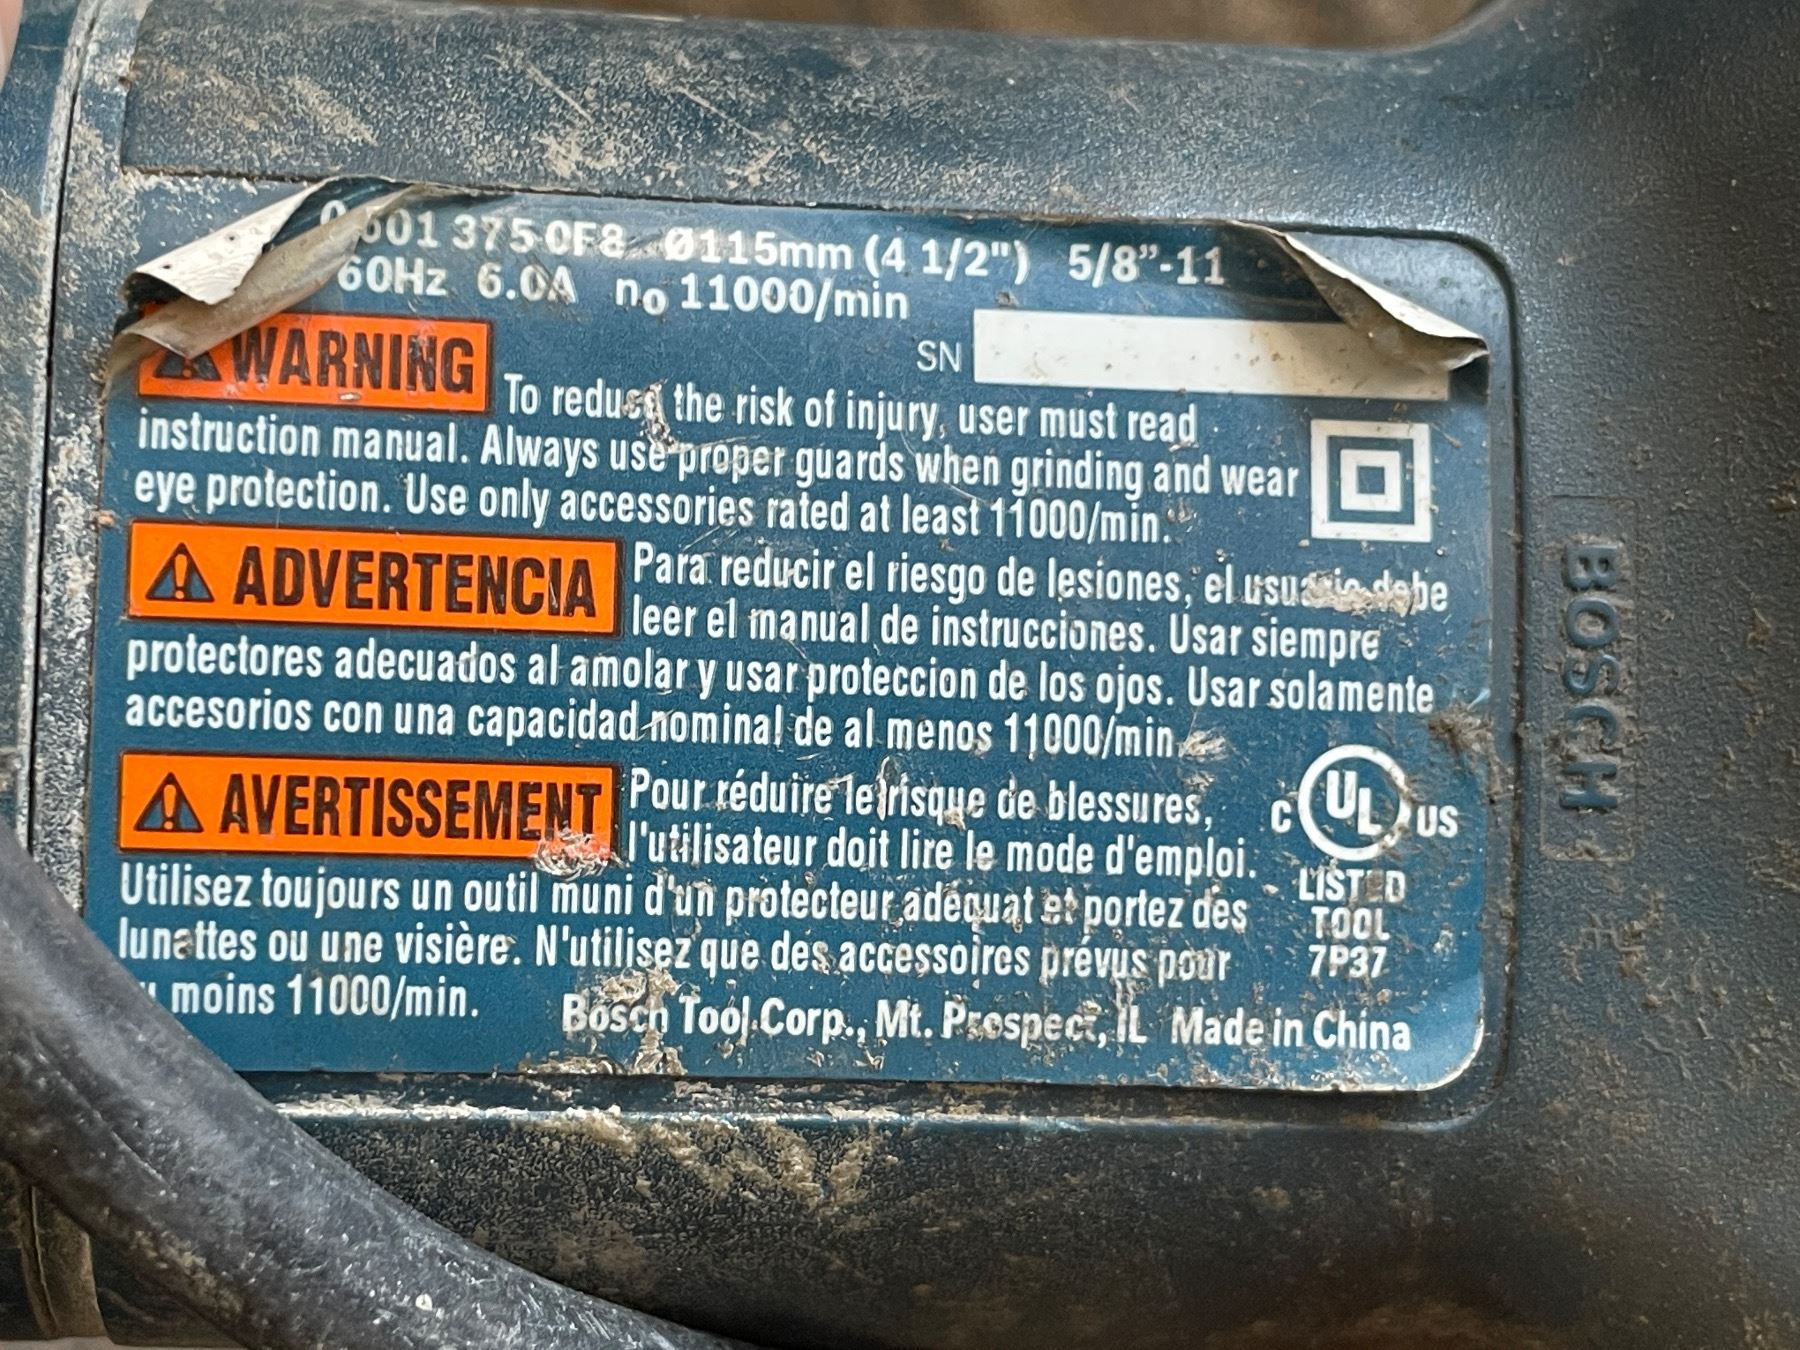 0 601 375 0F8 Ø115mm (4 1/2") 5/8"-11
60Hz 6.0A no 11000/min
SN
WARNING To reduce the risk of injury, user must read
instruction manual. Always use proper guards when grinding and wear
eye protection. Use only accessories rated at least 11000/min.
ADVERTENCIA Para reducir el riesgo de lesiones, el usuario debe
leer el manual de instrucciones. Usar siempre
protectores adecuados al amolar y usar proteccion de los ojos. Usar solamente
accesorios con una capacidad nominal de al menos 11000/min.
AVERTISSEMENT Pour réduire le risque de blessures,
l'utilisateur doit lire le mode d'emploi.
Utilisez toujours un outil muni d'un protecteur adéquat et portez des
lunettes ou une visière. N'utilisez que des accessoires prévus pour
moins 11000/min.
C UL US
LISTED
TOOL
7P37
Bosch Tool Corp., Mt. Prospect, IL Made in China
BOSCH